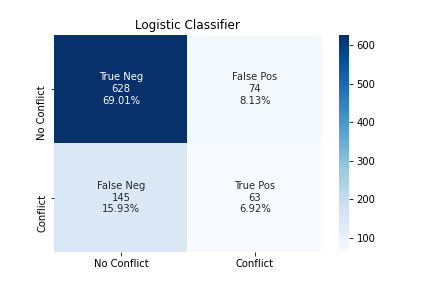 Logistic Classifier
True Neg
628
69.01%
False Pos
74
8.13%
False Neg
145
15.93%
True Pos
63
6.92%
No Conflict
Conflict
No Conflict
Conflict
600
500
400
300
200
100